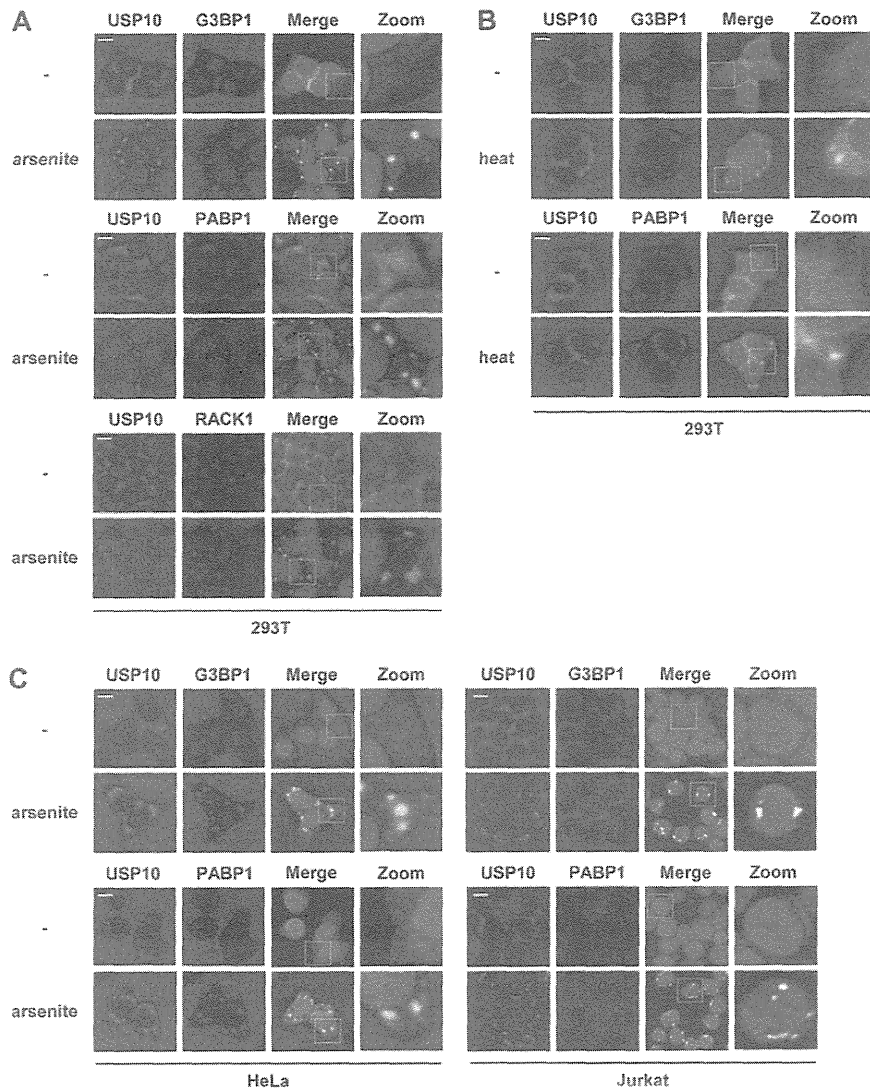 A
USP10 G3BP1 Merge Zoom
-
arsenite
USP10 PABP1 Merge Zoom
-
arsenite
USP10 RACK1 Merge Zoom
-
arsenite
293T
B
USP10 G3BP1 Merge Zoom
-
heat
USP10 PABP1 Merge Zoom
-
heat
293T
C
USP10 G3BP1 Merge Zoom
-
arsenite
USP10 PABP1 Merge Zoom
-
arsenite
HeLa
USP10 G3BP1 Merge Zoom
USP10 PABP1 Merge Zoom
Jurkat